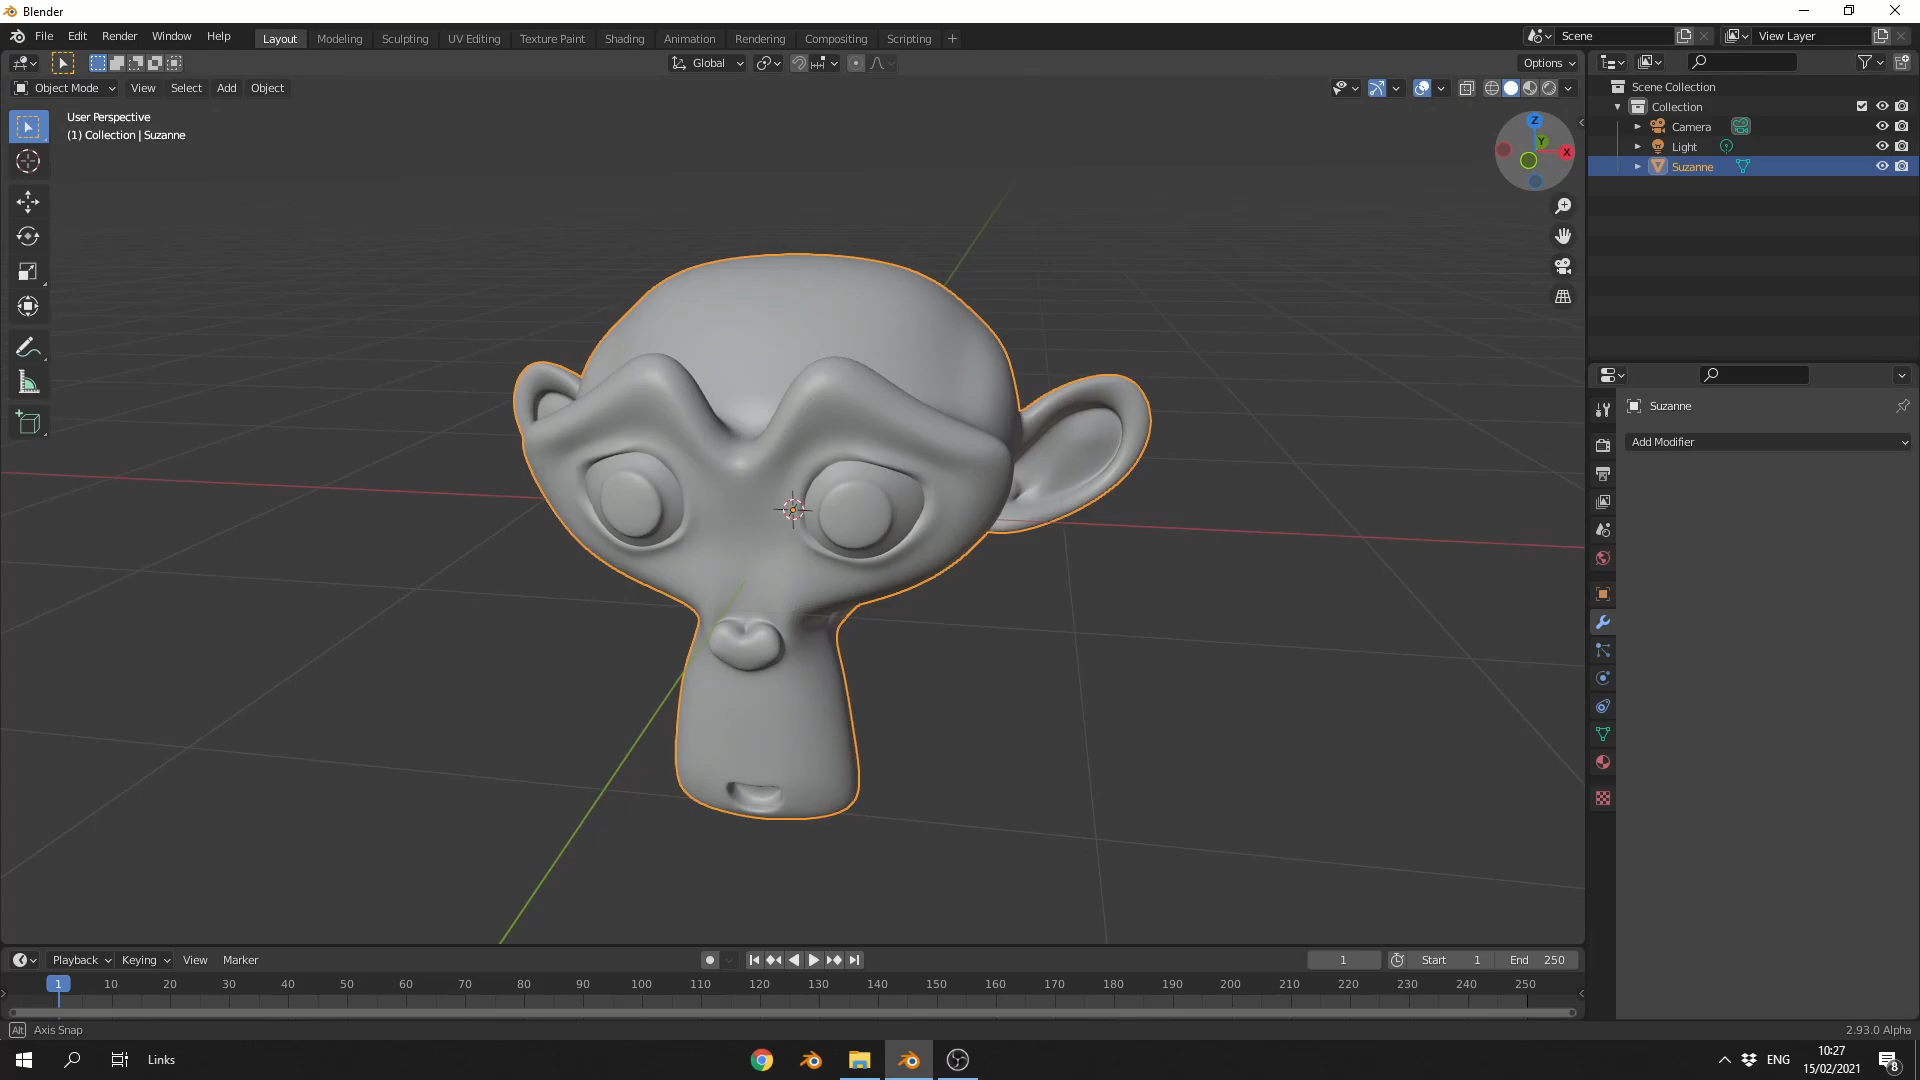 Blender
File Edit Render Window Help Layout Modeling Sculpting UV Editing Texture Paint Shading Animation Rendering Compositing Scripting + Scene View Layer
Global Options
Object Mode View Select Add Object
User Perspective
(1) Collection | Suzanne
Z
Y
X
Scene Collection
Collection
Camera
Light
Suzanne
Suzanne
Add Modifier
Playback Keying View Marker 1 Start 1 End 250
1 10 20 30 40 50 60 70 80 90 100 110 120 130 140 150 160 170 180 190 200 210 220 230 240 250
Alt Axis Snap 2.93.0 Alpha
Links ENG 10:27
15/02/2021 8